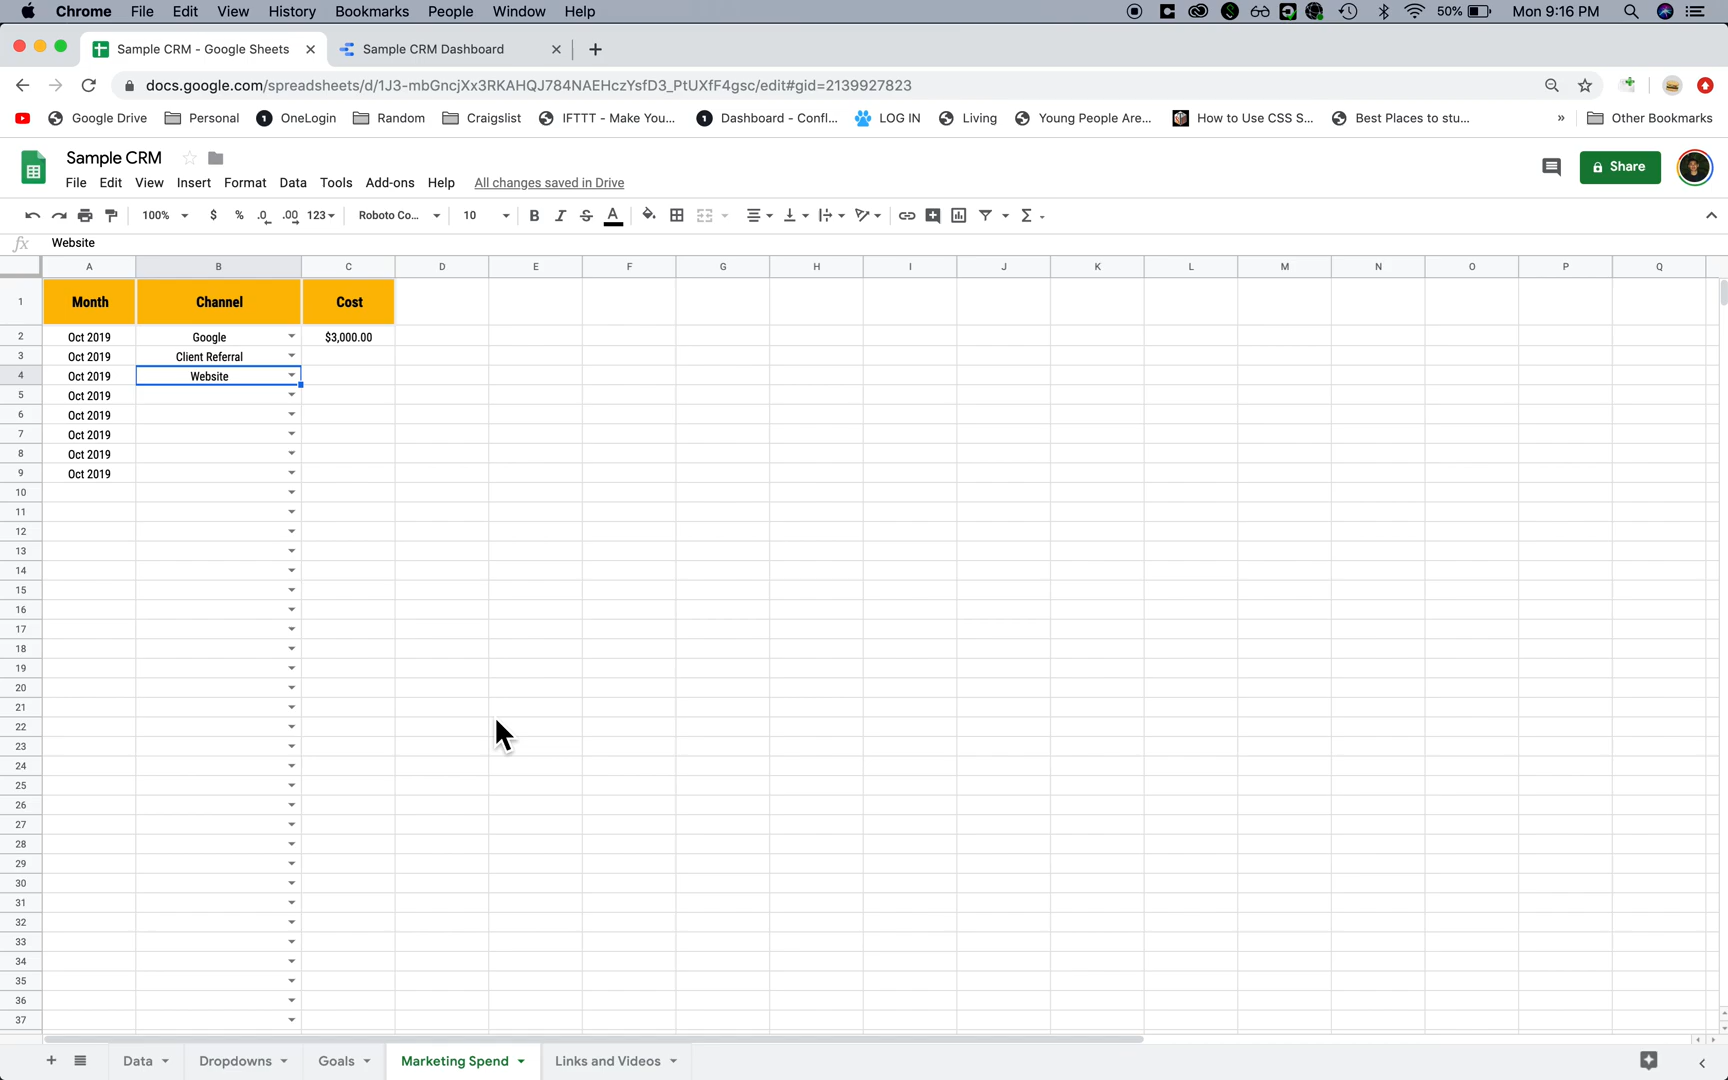 Chrome File Edit View History Bookmarks People Window Help 50% Mon 9:16 PM
Sample CRM - Google Sheets Sample CRM Dashboard
docs.google.com/spreadsheets/d/1J3-mbGncjXx3RKAHQJ784NAEHczYsfD3_PtUXfF4gsc/edit#gid=2139927823
Google Drive Personal OneLogin Random Craigslist IFTTT - Make You... Dashboard - Confl... LOG IN Living Young People Are... How to Use CSS S... Best Places to stu... » Other Bookmarks
Sample CRM
Share
File Edit View Insert Format Data Tools Add-ons Help All changes saved in Drive
100% $ % .0 .00 123 Roboto Co... 10 B I S A Σ
fx Website
A B C D E F G H I J K L M N O P Q
1 Month Channel Cost
2 Oct 2019 Google $3,000.00
3 Oct 2019 Client Referral
4 Oct 2019 Website
5 Oct 2019
6 Oct 2019
7 Oct 2019
8 Oct 2019
9 Oct 2019
10
11
12
13
14
15
16
17
18
19
20
21
22
23
24
25
26
27
28
29
30
31
32
33
34
35
36
37
+ Data Dropdowns Goals Marketing Spend Links and Videos